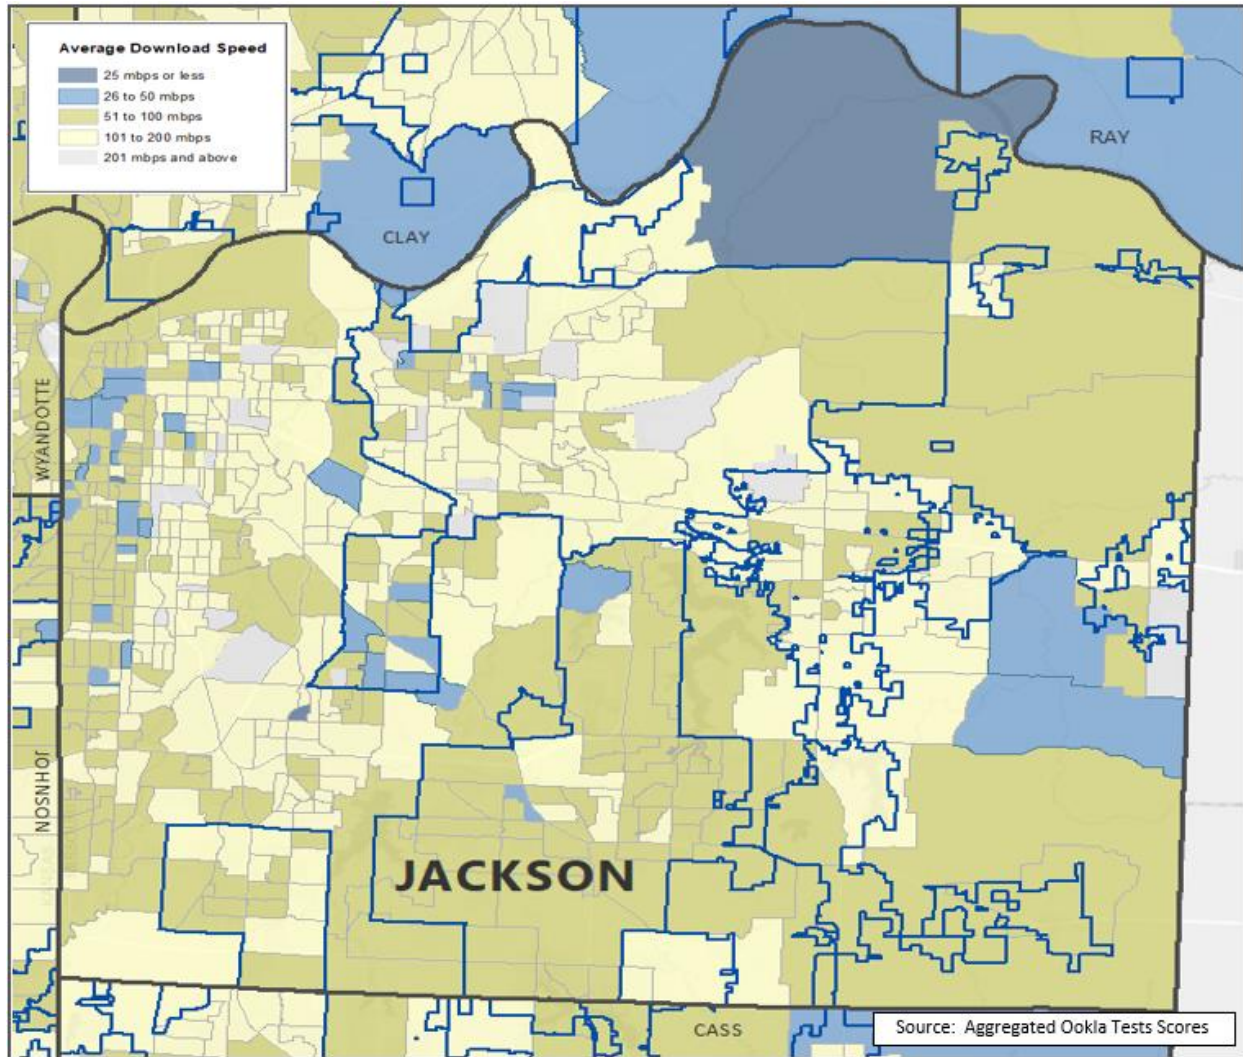 Average Download Speed
25 mbps or less
26 to 50 mbps
51 to 100 mbps
101 to 200 mbps
201 mbps and above
RAY
CLAY
WYANDOTTE
JOHNSON
JACKSON
CASS
Source: Aggregated Ookla Tests Scores